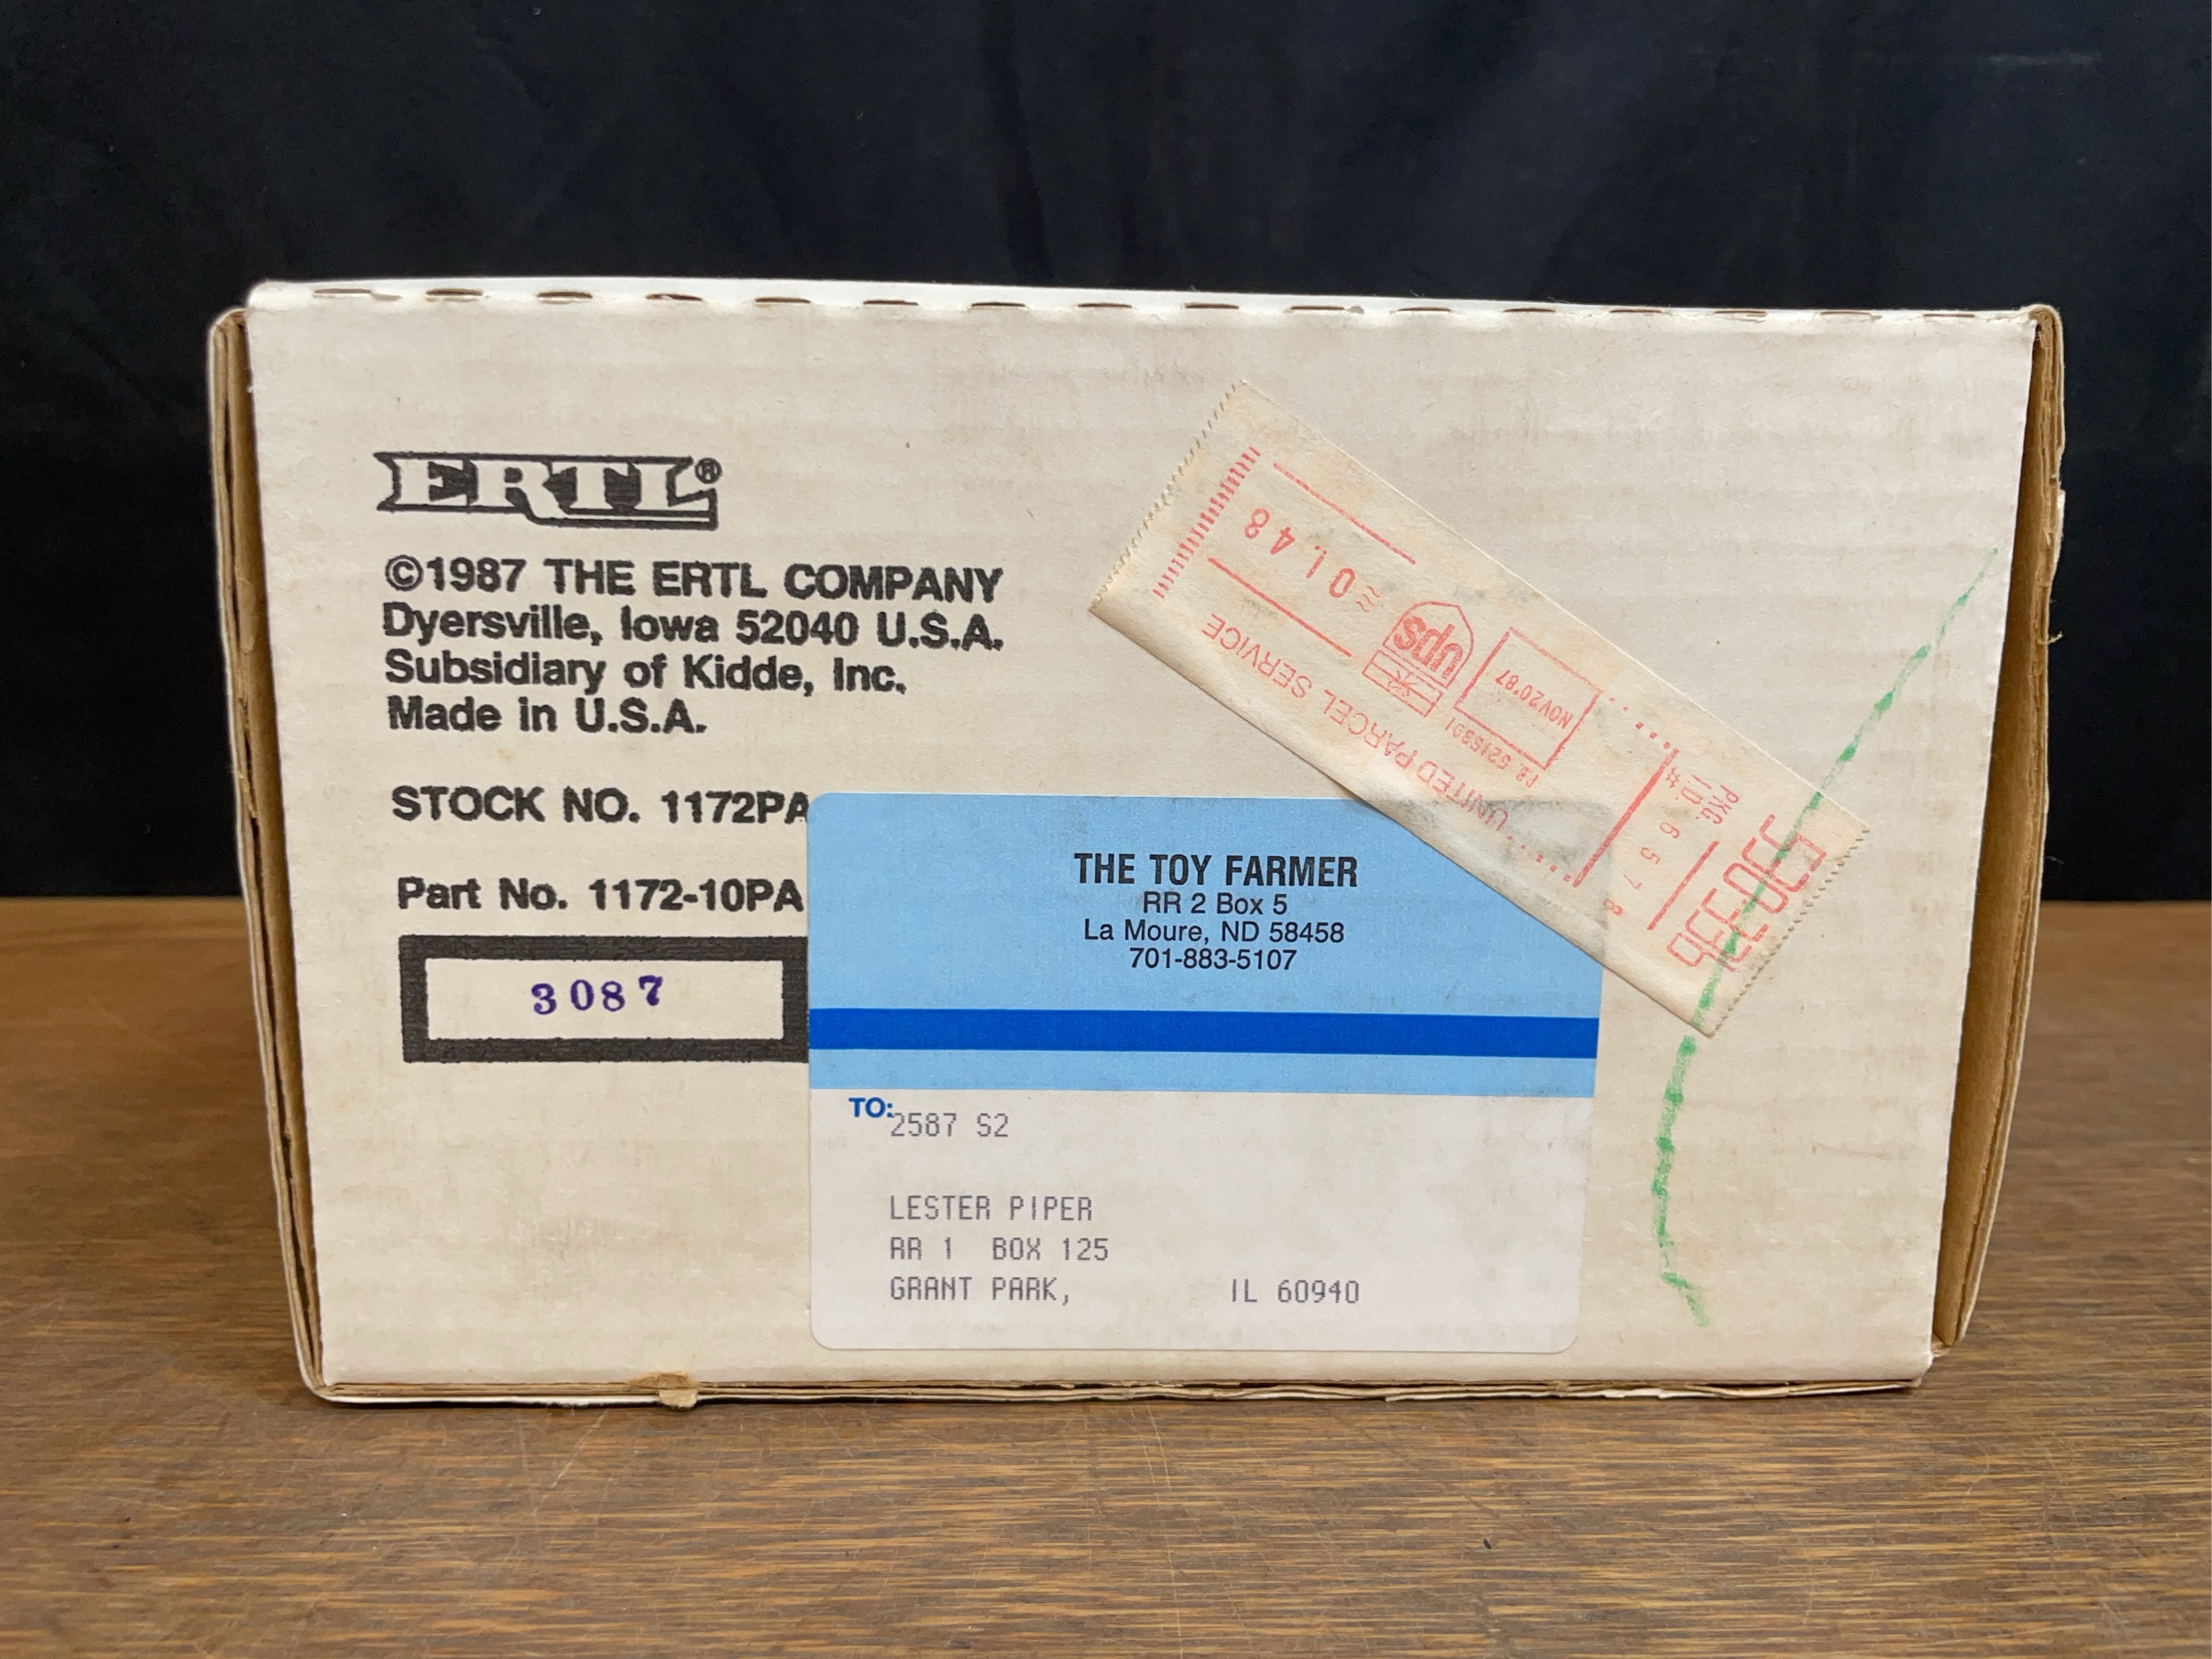 ERTL®
©1987 THE ERTL COMPANY
Dyersville, Iowa 52040 U.S.A.
Subsidiary of Kidde, Inc.
Made in U.S.A.
STOCK NO. 1172PA
Part No. 1172-10PA
3087
THE TOY FARMER
RR 2 Box 5
La Moure, ND 58458
701-883-5107
TO:
2587 S2
LESTER PIPER
RR 1 BOX 125
GRANT PARK, IL 60940
PKG.
I.D. #
6578
NOV20'87
ups
01.48
UNITED PARCEL SERVICE